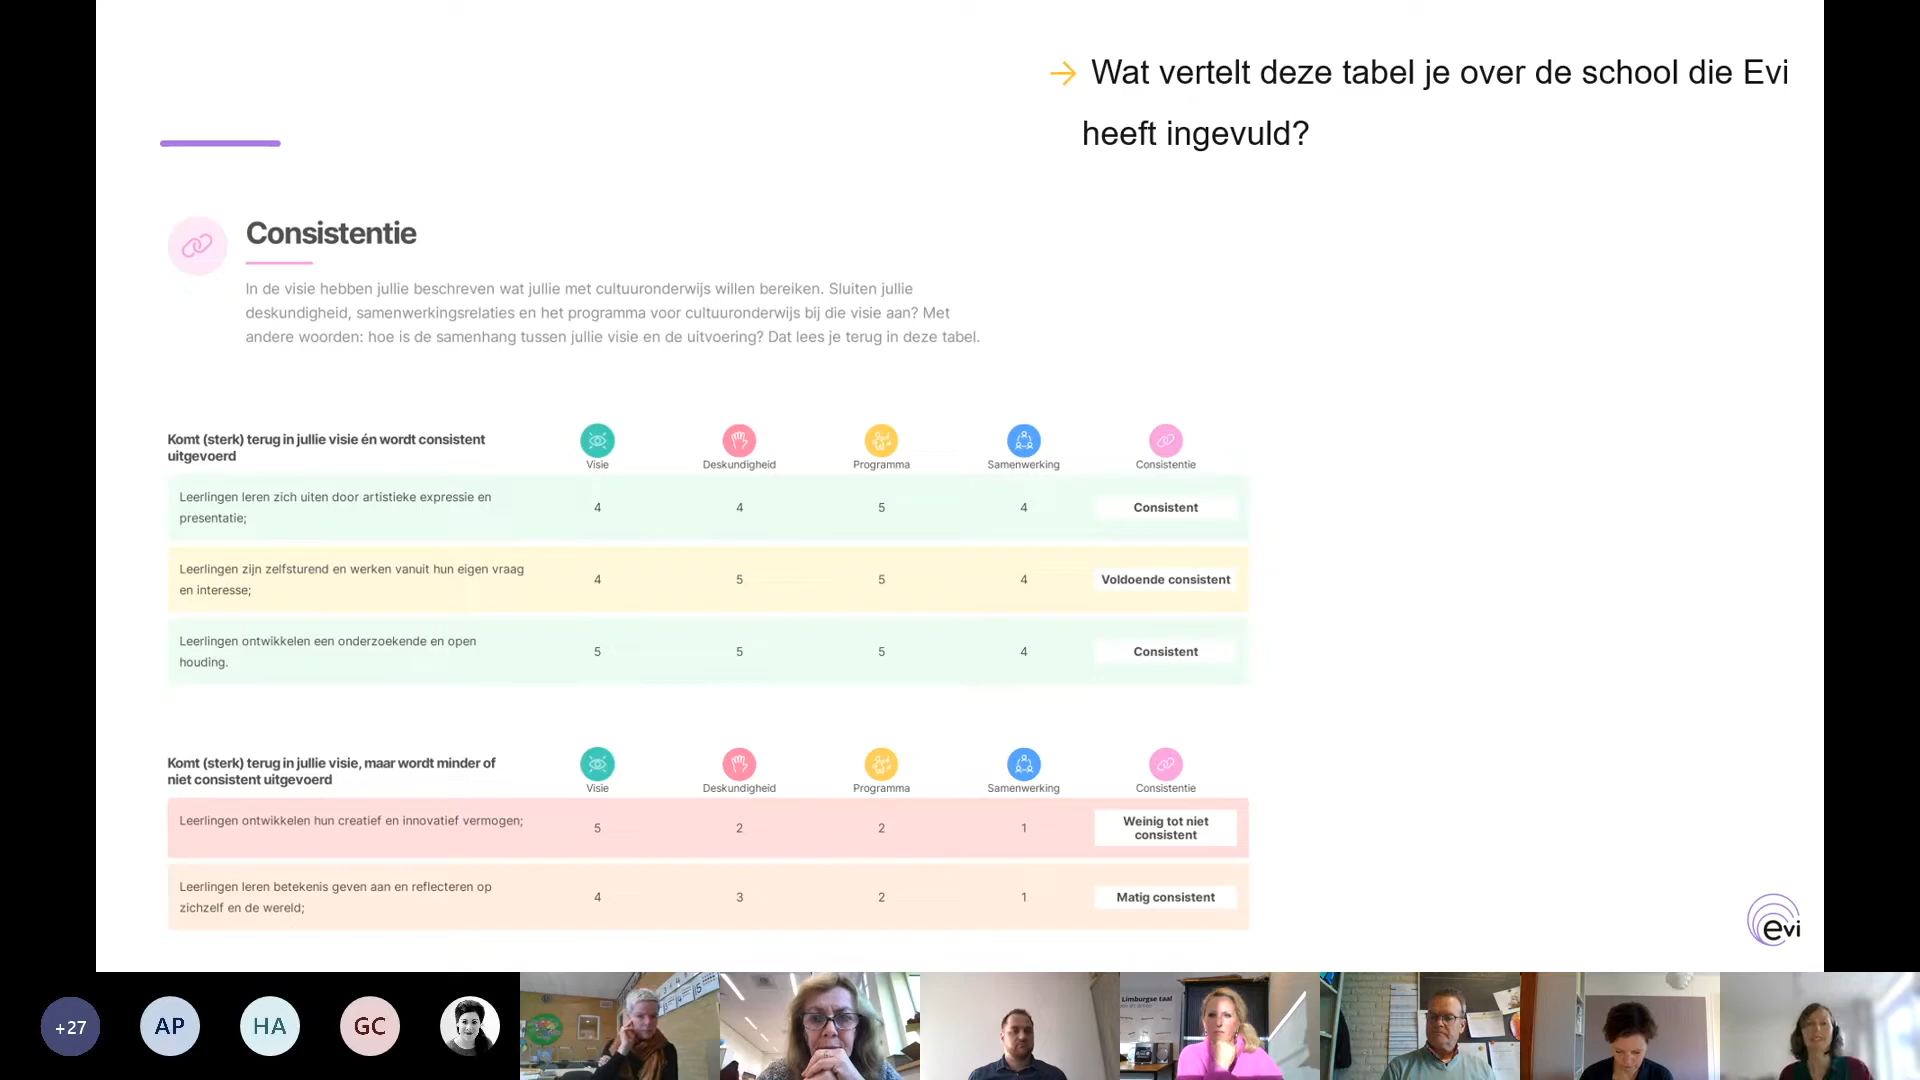 → Wat vertelt deze tabel je over de school die Evi
heeft ingevuld?
Consistentie
In de visie hebben jullie beschreven wat jullie met cultuuronderwijs willen bereiken. Sluiten jullie
deskundigheid, samenwerkingsrelaties en het programma voor cultuuronderwijs bij die visie aan? Met
andere woorden: hoe is de samenhang tussen jullie visie en de uitvoering? Dat lees je terug in deze tabel.
Komt (sterk) terug in jullie visie én wordt consistent
uitgevoerd
Visie Deskundigheid Programma Samenwerking Consistentie
Leerlingen leren zich uiten door artistieke expressie en
presentatie;
4 4 5 4 Consistent
Leerlingen zijn zelfsturend en werken vanuit hun eigen vraag
en interesse;
4 5 5 4 Voldoende consistent
Leerlingen ontwikkelen een onderzoekende en open
houding.
5 5 5 4 Consistent
Komt (sterk) terug in jullie visie, maar wordt minder of
niet consistent uitgevoerd
Visie Deskundigheid Programma Samenwerking Consistentie
Leerlingen ontwikkelen hun creatief en innovatief vermogen;
5 2 2 1 Weinig tot niet
consistent
Leerlingen leren betekenis geven aan en reflecteren op
zichzelf en de wereld;
4 3 2 1 Matig consistent
evi
+27 AP HA GC
Limburgse taal